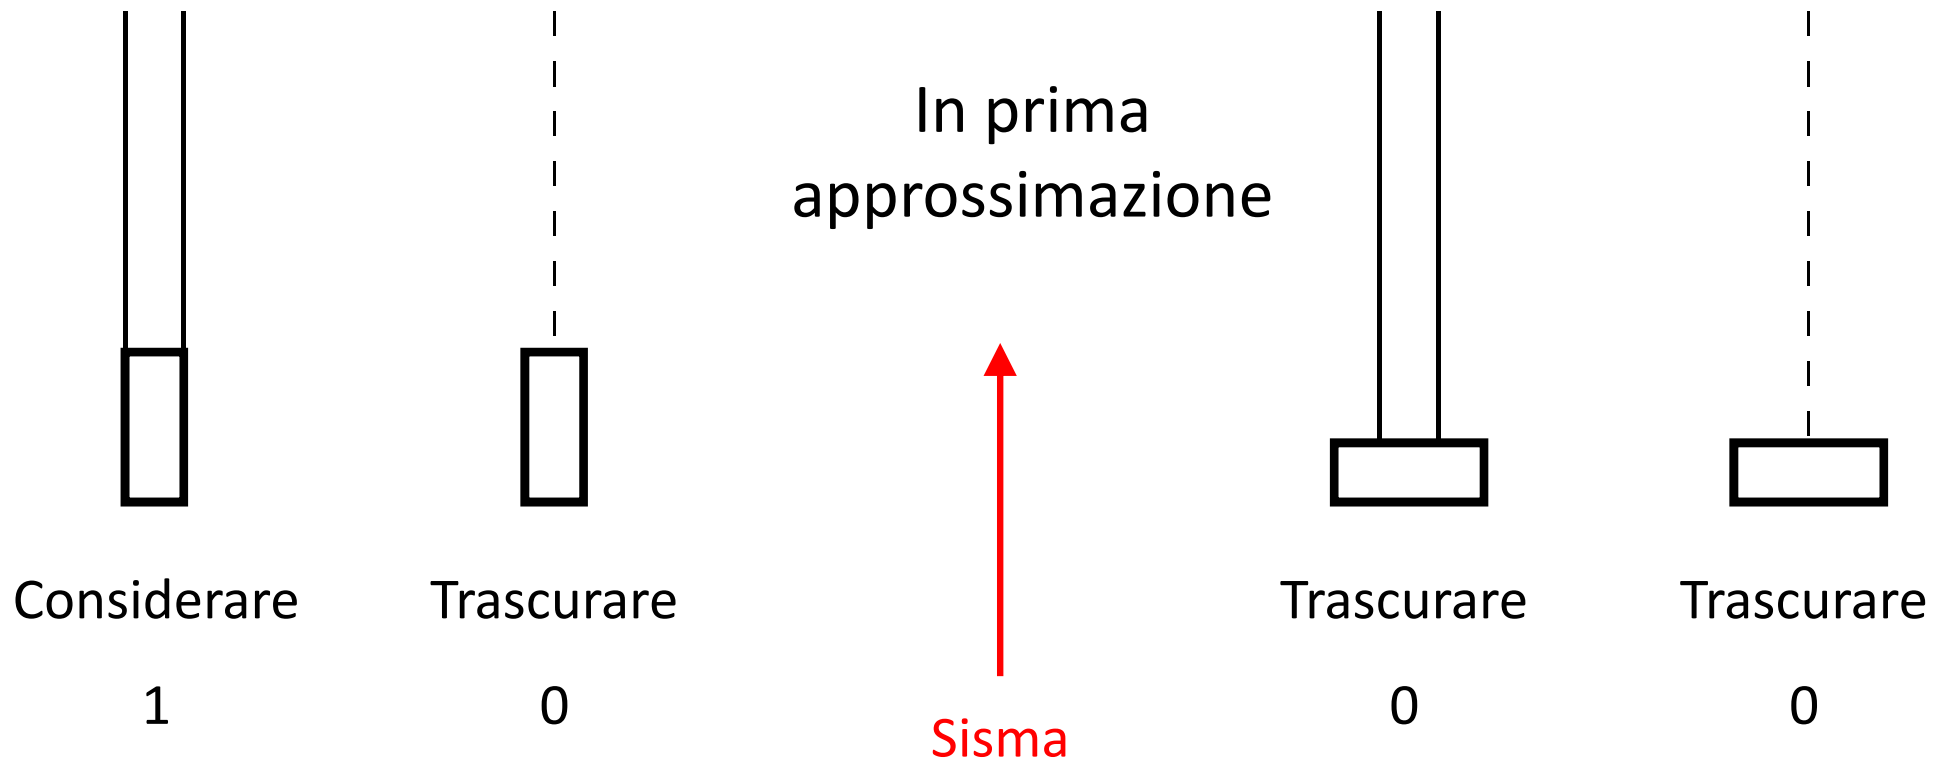 In prima
approssimazione
Considerare
Trascurare
Trascurare
Trascurare
1
0
Sisma
0
0